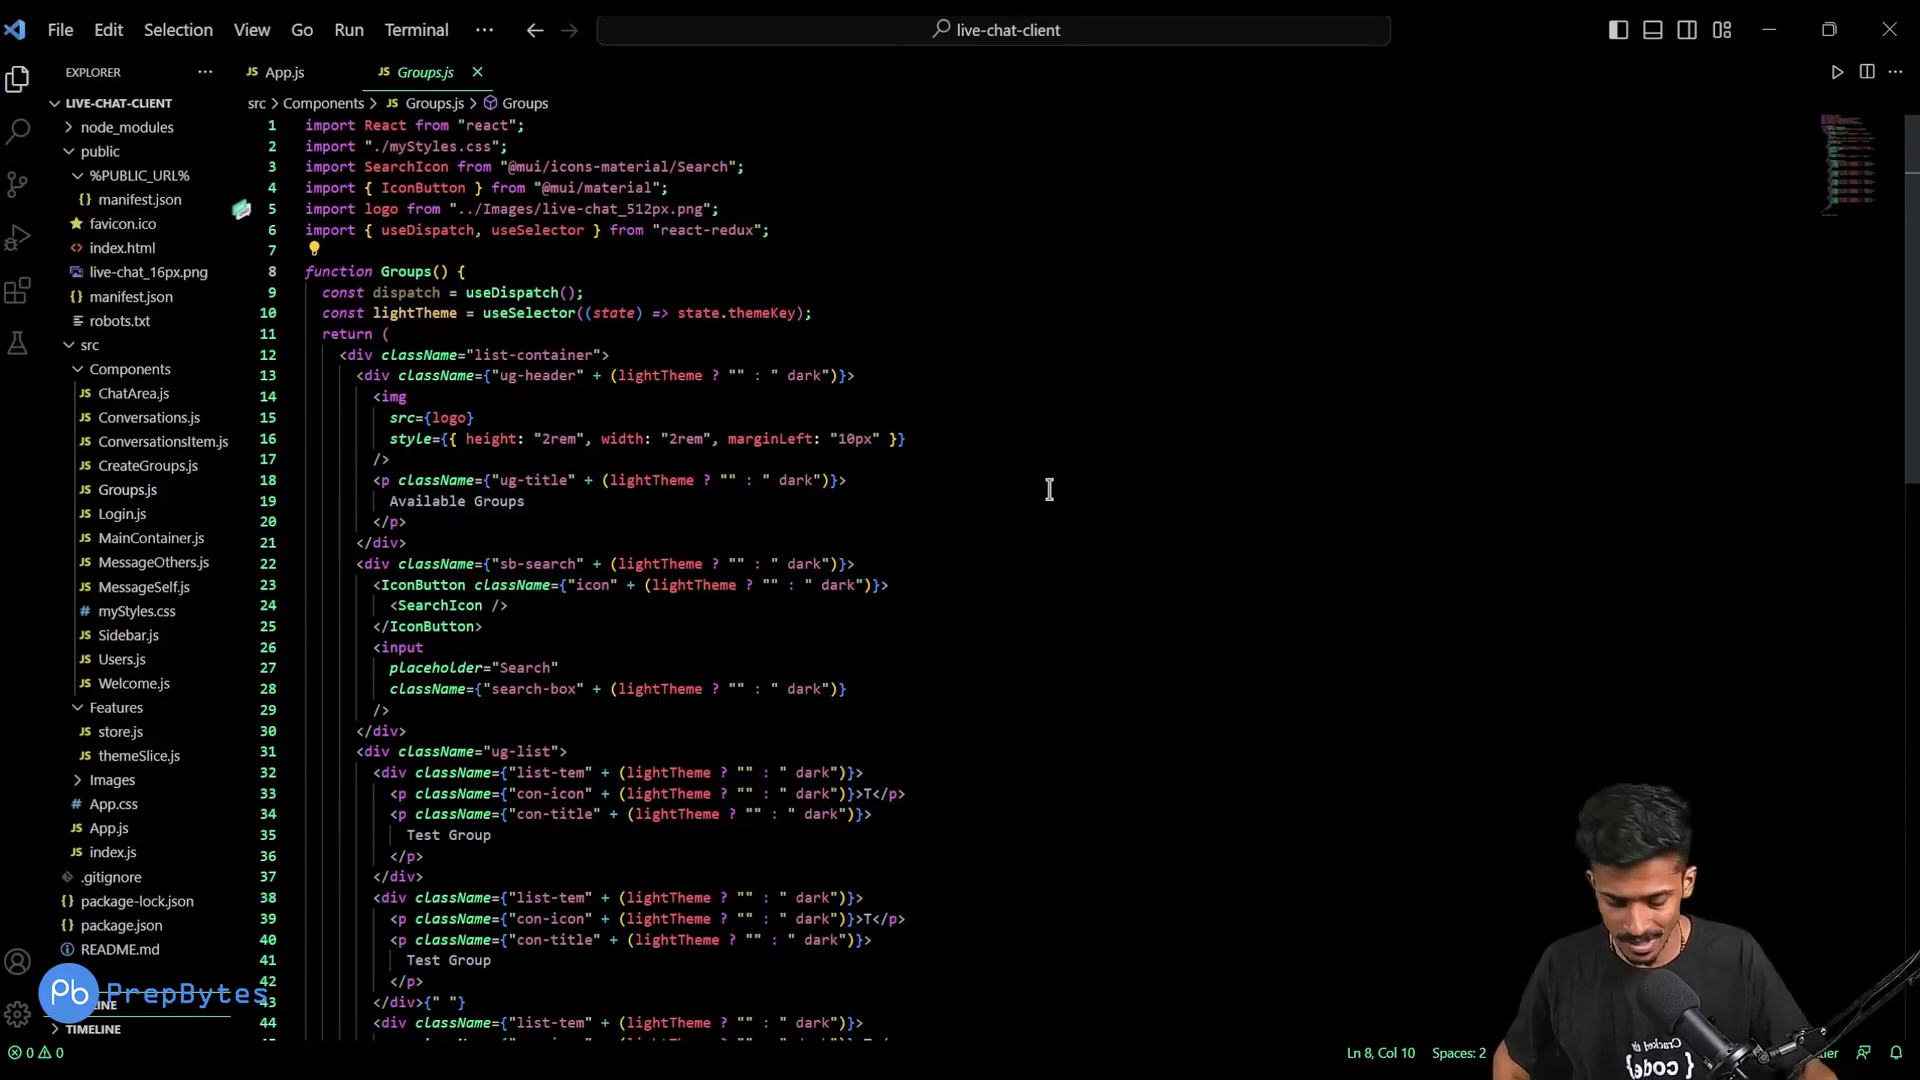 File Edit Selection View Go Run Terminal ··· live-chat-client
EXPLORER ···
LIVE-CHAT-CLIENT
node_modules
public
%PUBLIC_URL%
manifest.json
favicon.ico
index.html
live-chat_16px.png
manifest.json
robots.txt
src
Components
ChatArea.js
Conversations.js
ConversationsItem.js
CreateGroups.js
Groups.js
Login.js
MainContainer.js
MessageOthers.js
MessageSelf.js
myStyles.css
Sidebar.js
Users.js
Welcome.js
Features
store.js
themeSlice.js
Images
App.css
App.js
index.js
.gitignore
package-lock.json
package.json
README.md
Pb PrepBytes
TIMELINE
JS App.js JS Groups.js
src > Components > JS Groups.js > Groups
1 import React from "react";
2 import "./myStyles.css";
3 import SearchIcon from "@mui/icons-material/Search";
4 import { IconButton } from "@mui/material";
5 import logo from "../Images/live-chat_512px.png";
6 import { useDispatch, useSelector } from "react-redux";
7
8 function Groups() {
9 const dispatch = useDispatch();
10 const lightTheme = useSelector((state) => state.themeKey);
11 return (
12 <div className="list-container">
13 <div className={"ug-header" + (lightTheme ? "" : " dark")}>
14 <img
15 src={logo}
16 style={{ height: "2rem", width: "2rem", marginLeft: "10px" }}
17 />
18 <p className={"ug-title" + (lightTheme ? "" : " dark")}>
19 Available Groups
20 </p>
21 </div>
22 <div className={"sb-search" + (lightTheme ? "" : " dark")}>
23 <IconButton className={"icon" + (lightTheme ? "" : " dark")}>
24 <SearchIcon />
25 </IconButton>
26 <input
27 placeholder="Search"
28 className={"search-box" + (lightTheme ? "" : " dark")}
29 />
30 </div>
31 <div className="ug-list">
32 <div className={"list-tem" + (lightTheme ? "" : " dark")}>
33 <p className={"con-icon" + (lightTheme ? "" : " dark")}>T</p>
34 <p className={"con-title" + (lightTheme ? "" : " dark")}>
35 Test Group
36 </p>
37 </div>
38 <div className={"list-tem" + (lightTheme ? "" : " dark")}>
39 <p className={"con-icon" + (lightTheme ? "" : " dark")}>T</p>
40 <p className={"con-title" + (lightTheme ? "" : " dark")}>
41 Test Group
42 </p>
43 </div>{" "}
44 <div className={"list-tem" + (lightTheme ? "" : " dark")}>
0 0 Ln 8, Col 10 Spaces: 2
{code}